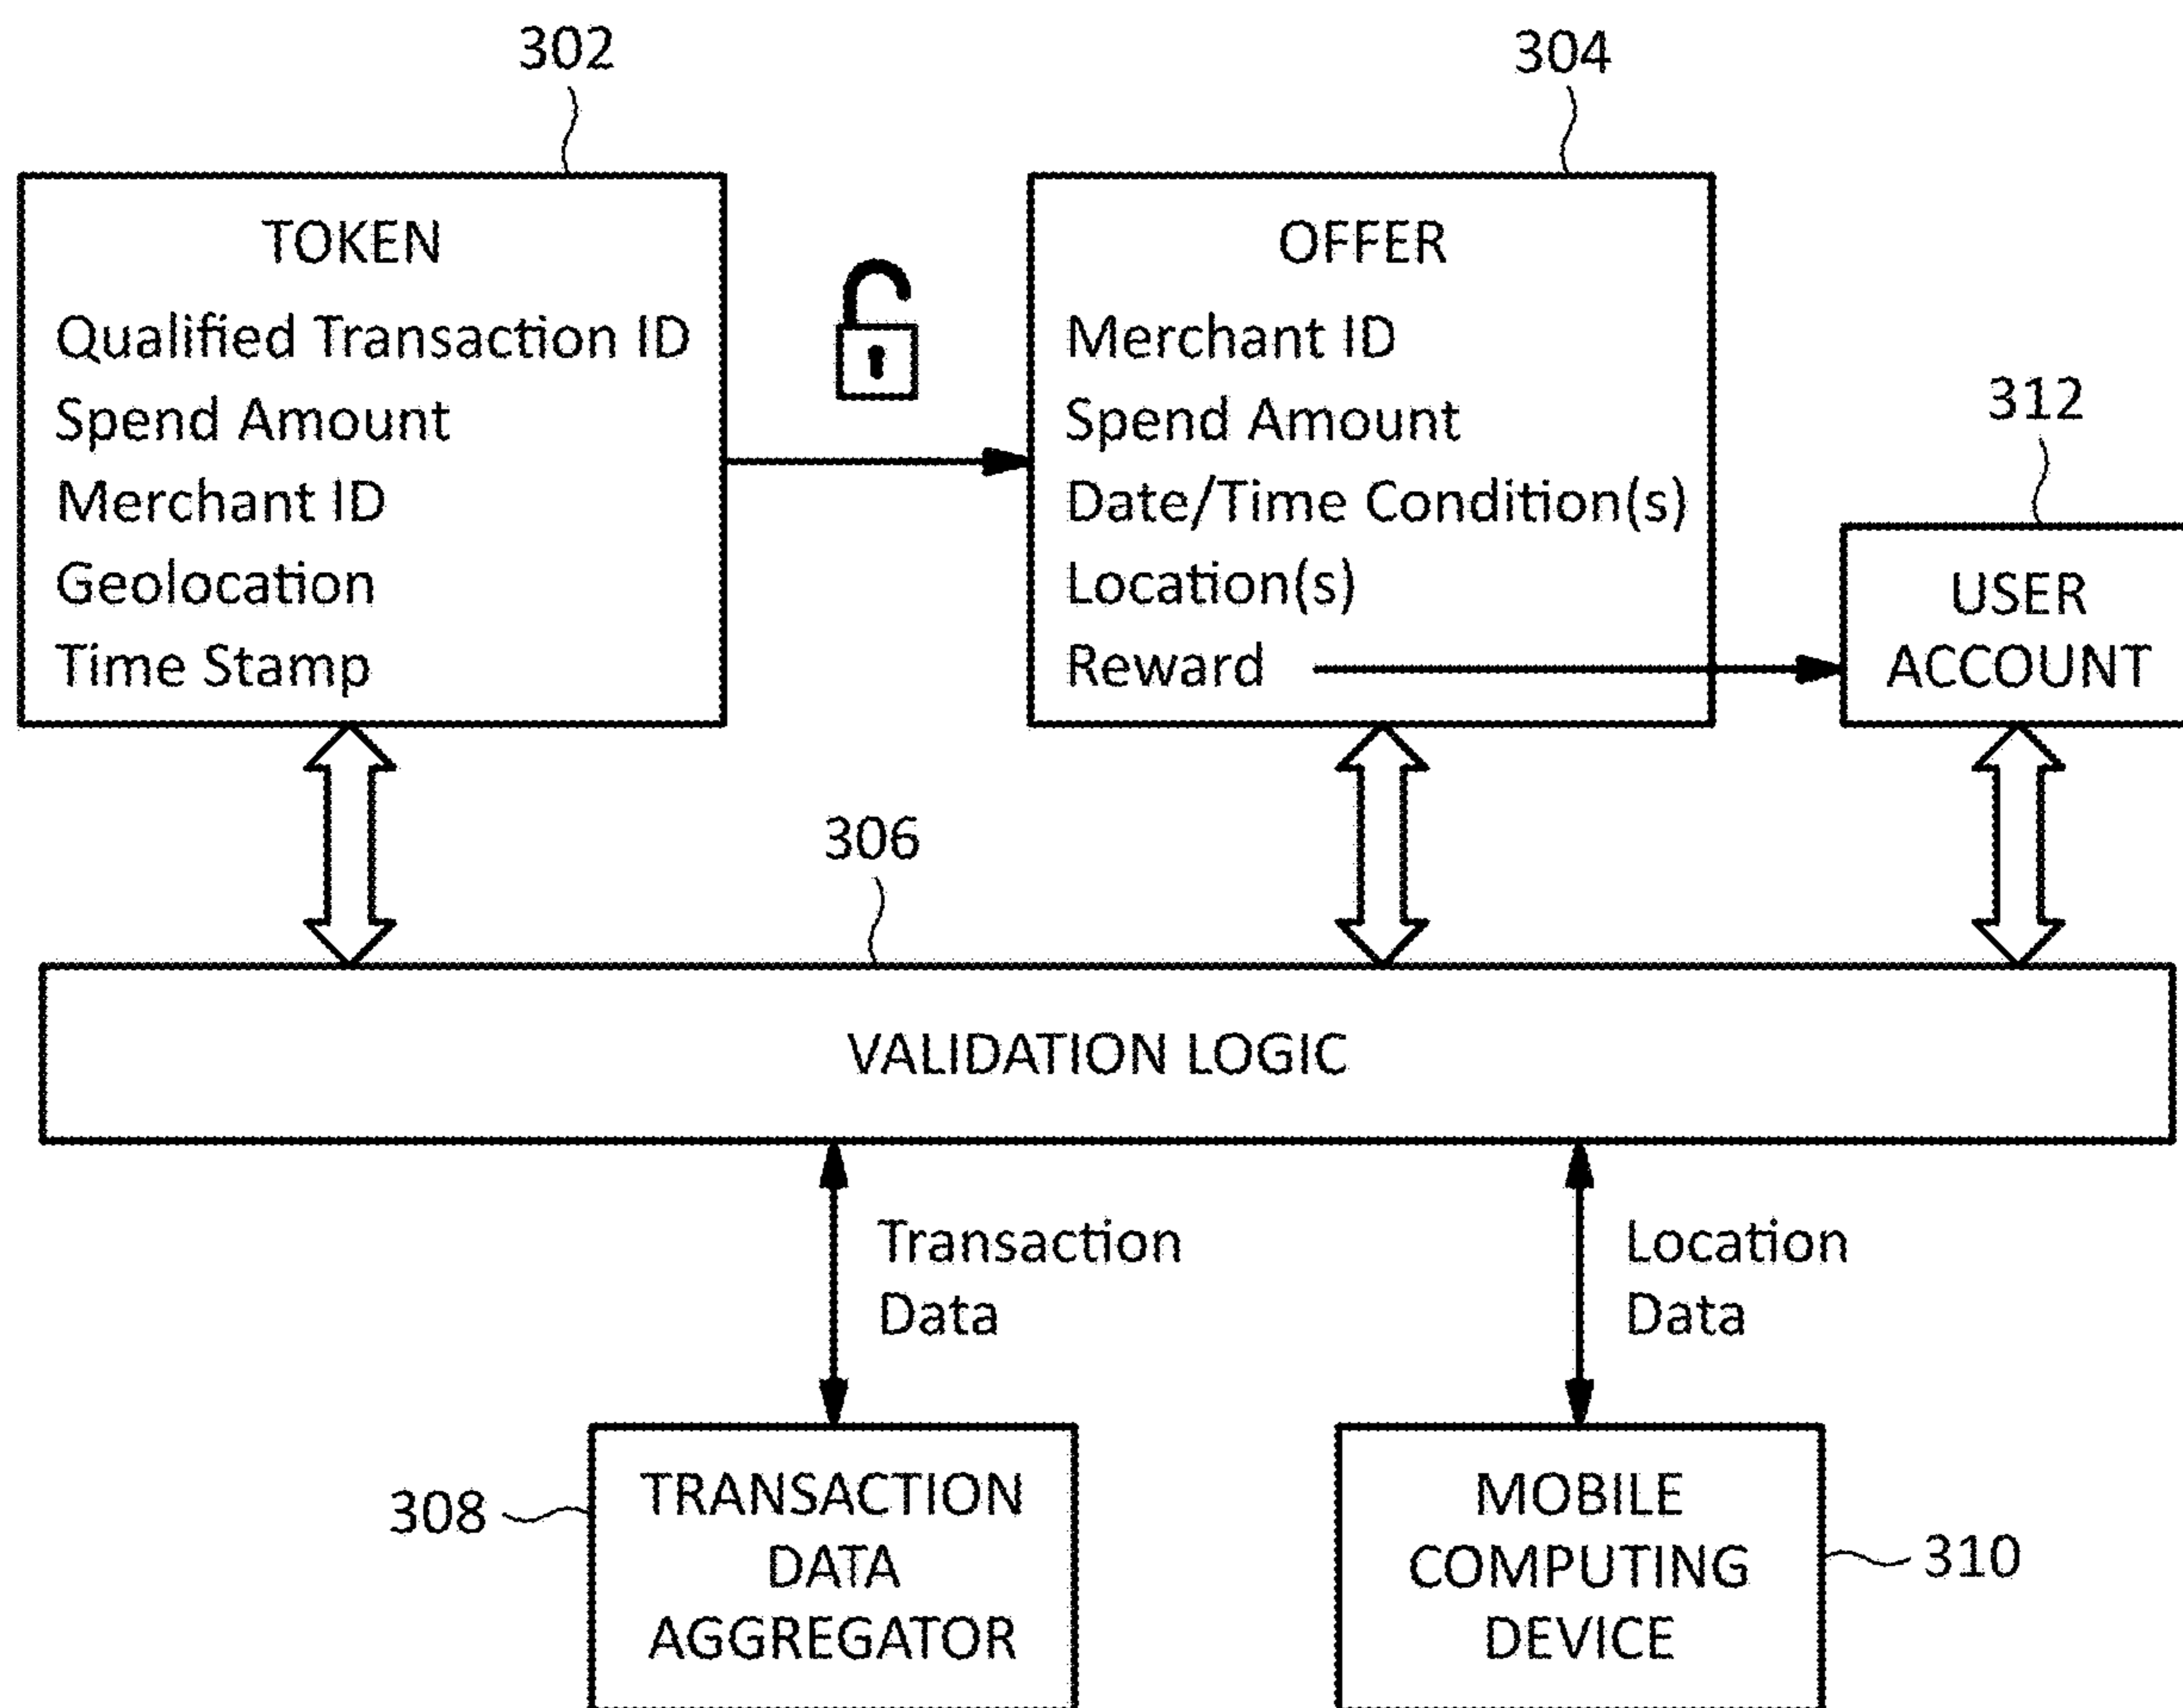 302
304
TOKEN
Qualified Transaction ID
Spend Amount
Merchant ID
Geolocation
Time Stamp
OFFER
Merchant ID
Spend Amount
Date/Time Condition(s)
Location(s)
Reward
312
USER
ACCOUNT
306
VALIDATION LOGIC
Transaction
Data
Location
Data
308
TRANSACTION
DATA
AGGREGATOR
MOBILE
COMPUTING
DEVICE
310